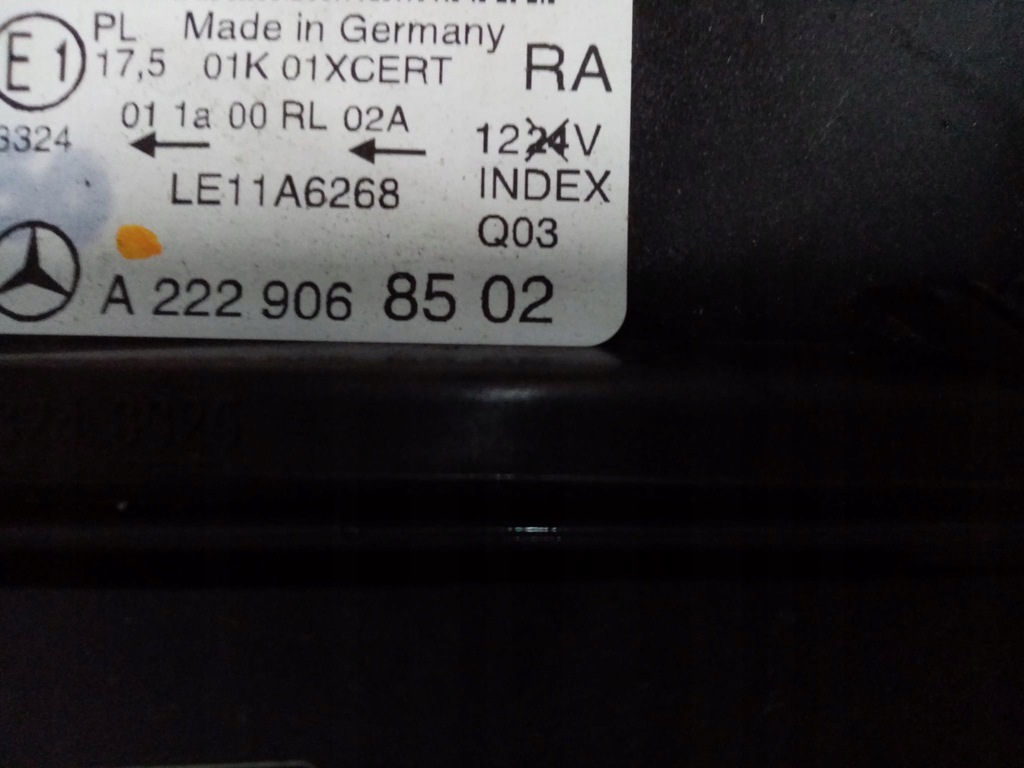 E1
PL Made in Germany
17,5 01K 01XCERT RA
01 1a 00 RL 02A
3324 1224V
LE11A6268 INDEX
Q03
A 222 906 85 02